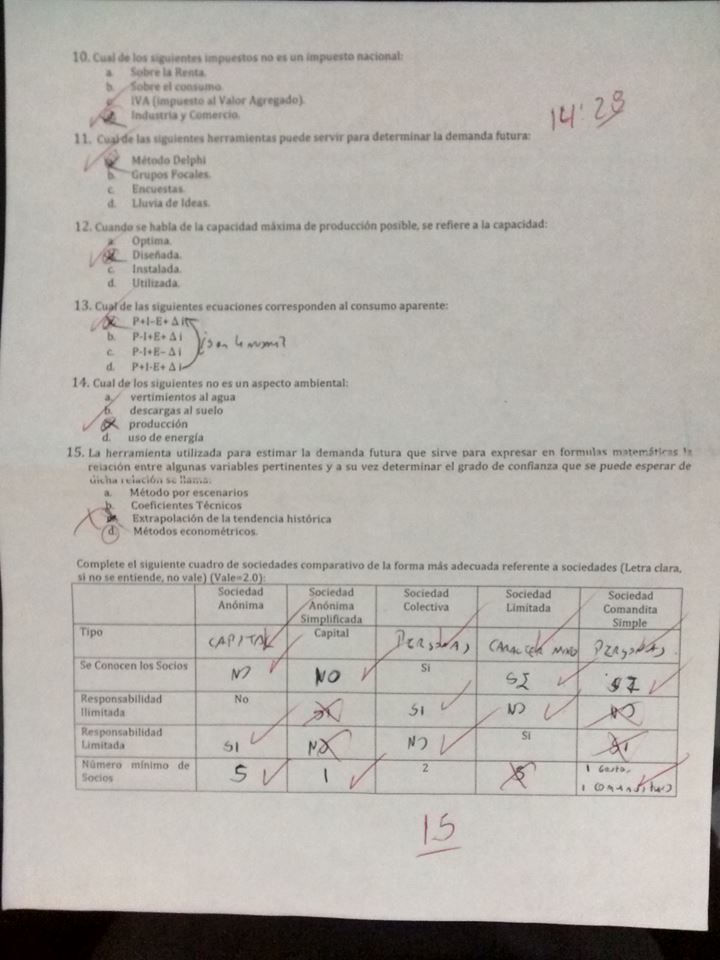 10. Cual de los siguientes impuestos no es un impuesto nacional:
a. Sobre la Renta.
b. Sobre el consumo.
c. IVA (impuesto al Valor Agregado).
Industria y Comercio.
14:28
11. Cual de las siguientes herramientas puede servir para determinar la demanda futura:
Método Delphi
b. Grupos Focales.
c. Encuestas.
d. Lluvia de Ideas.
12. Cuando se habla de la capacidad máxima de producción posible, se refiere a la capacidad:
a. Optima.
Diseñada.
c. Instalada.
d. Utilizada.
13. Cual de las siguientes ecuaciones corresponden al consumo aparente:
P+I-E+ Δ i
b. P-I+E+ Δ i
c. P-I+E- Δ i
d. P+I-E+ Δ i
14. Cual de los siguientes no es un aspecto ambiental:
a. vertimientos al agua
b. descargas al suelo
producción
d. uso de energía
15. La herramienta utilizada para estimar la demanda futura que sirve para expresar en formulas matemáticas la
relación entre algunas variables pertinentes y a su vez determinar el grado de confianza que se puede esperar de
dicha relación se llama:
a. Método por escenarios
b. Coeficientes Técnicos
Extrapolación de la tendencia histórica
d. Métodos econométricos.
Complete el siguiente cuadro de sociedades comparativo de la forma más adecuada referente a sociedades (Letra clara,
si no se entiende, no vale) (Vale=2.0):
Sociedad Anónima
Sociedad Anónima Simplificada
Sociedad Colectiva
Sociedad Limitada
Sociedad Comandita Simple
Tipo CAPITAL Capital PERSONAS CARACTER MIXTO PERSONAS.
Se Conocen los Socios NO NO Si SI SI
Responsabilidad Ilimitada No SI SI NO NO
Responsabilidad Limitada SI NO NO Si SI
Número mínimo de Socios 5 1 2 5 1 Gestor 1 Comanditario
1.5